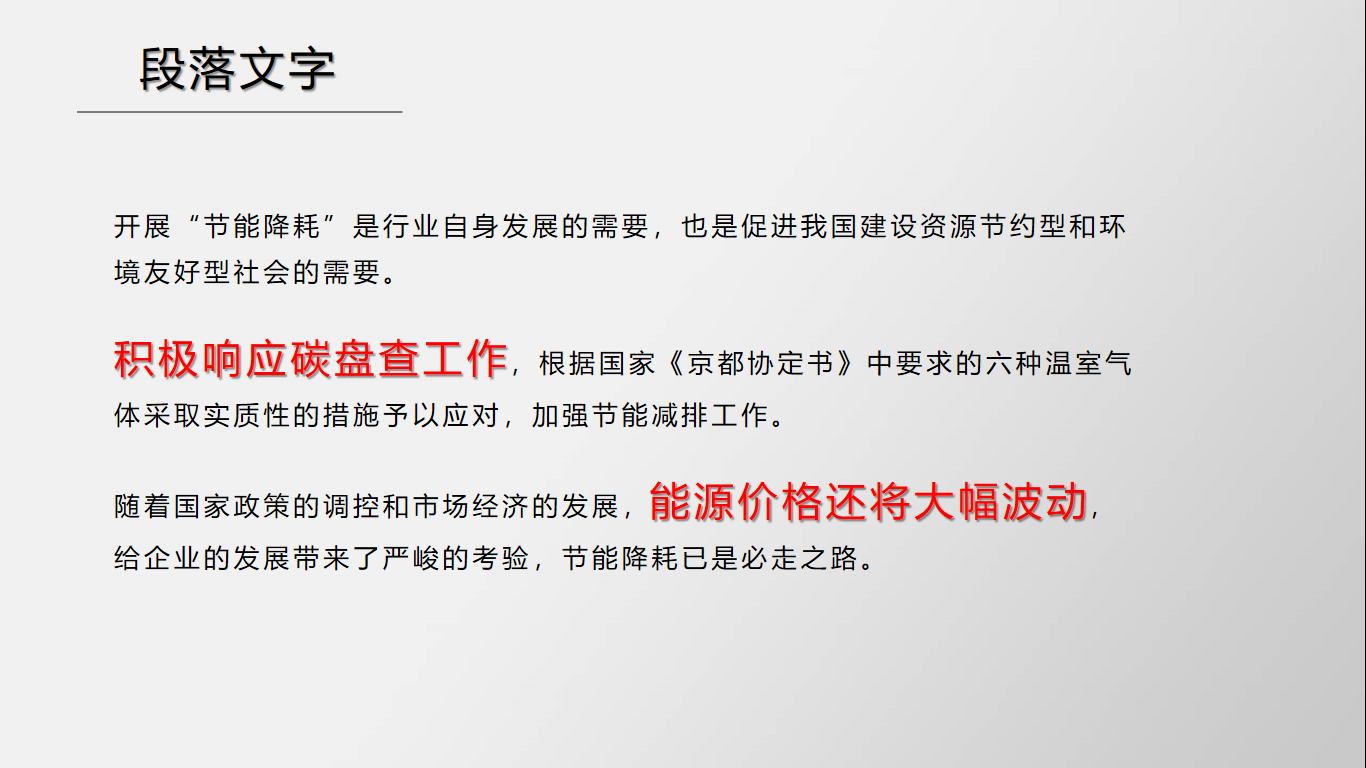 段落文字
开展“节能降耗”是行业自身发展的需要，也是促进我国建设资源节约型和环
境友好型社会的需要。
积极响应碳盘查工作，根据国家《京都协定书》中要求的六种温室气
体采取实质性的措施予以应对，加强节能减排工作。
随着国家政策的调控和市场经济的发展，能源价格还将大幅波动，
给企业的发展带来了严峻的考验，节能降耗已是必走之路。